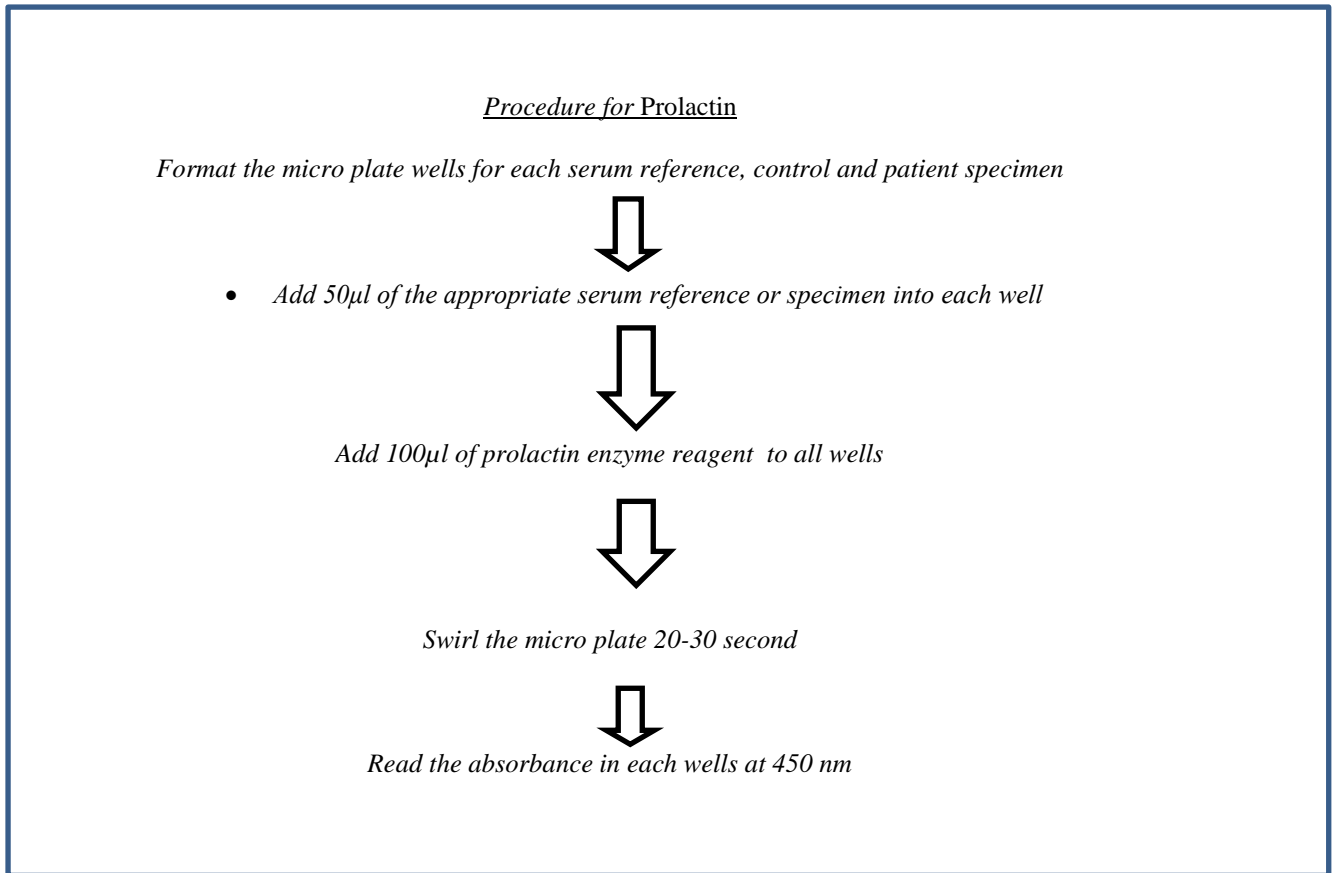 Procedure for Prolactin
Format the micro plate wells for each serum reference, control and patient specimen
• Add 50µl of the appropriate serum reference or specimen into each well
Add 100µl of prolactin enzyme reagent to all wells
Swirl the micro plate 20-30 second
Read the absorbance in each wells at 450 nm